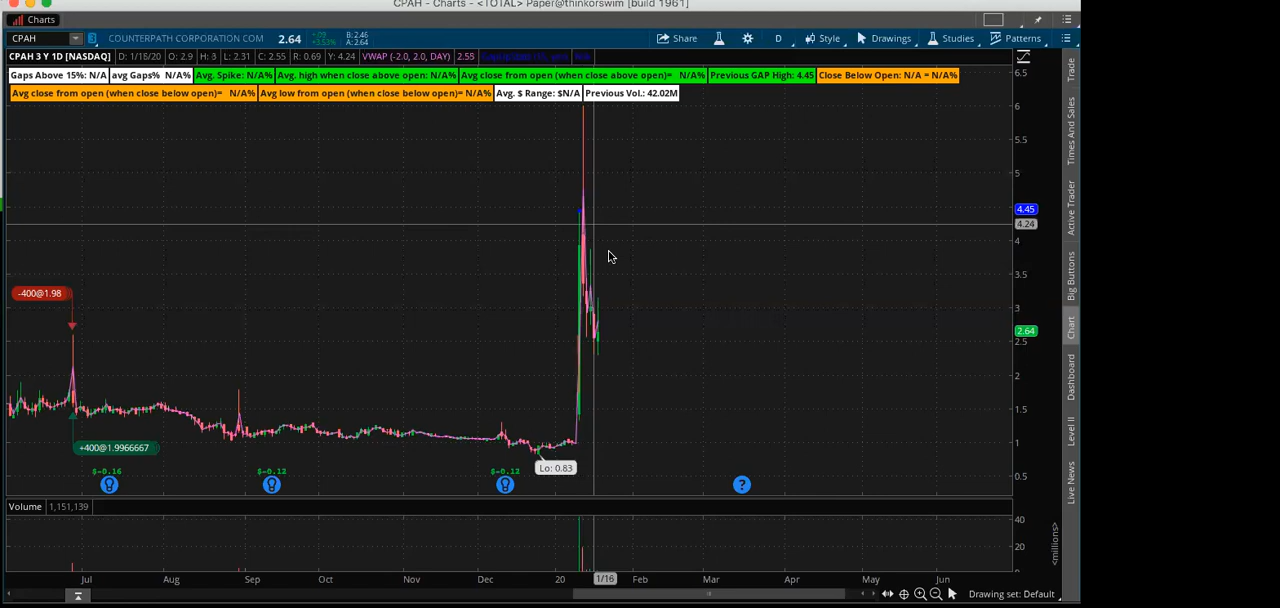 CPAH - Charts - <TOTAL> Paper@thinkorswim [build 1961]
Charts
CPAH 3 COUNTERPATH CORPORATION COM 2.64 +.09 +3.53% B: 2.46 A: 2.64 Share D Style Drawings Studies Patterns
CPAH 3 Y 1D [NASDAQ] D: 1/15/20 O: 2.9 H: 3 L: 2.31 C: 2.55 R: 0.69 Y: 4.24 VWAP (-2.0, 2.0, DAY) 2.55
Gaps Above 15%: N/A avg Gaps% N/A% Avg. Spike: N/A% Avg. high when close above open: N/A% Avg close from open (when close above open)= N/A% Previous GAP High: 4.45 Close Below Open: N/A = N/A%
Avg close from open (when close below open)= N/A% Avg low from open (when close below open)= N/A% Avg. $ Range: $N/A Previous Vol.: 42.02M
6.5
6
5.5
5
4.45
4.24
4
3.5
3
2.64
2.5
2
1.5
1
0.5
-400@1.98
+400@1.9966667
Lo: 0.83
$-0.16 $-0.12 $-0.12
?
Volume 1,151,139
40
20
<millions>
Jul Aug Sep Oct Nov Dec 20 1/16 Feb Mar Apr May Jun
Drawing set: Default
Trade
Times And Sales
Active Trader
Big Buttons
Chart
Dashboard
Level II
Live News